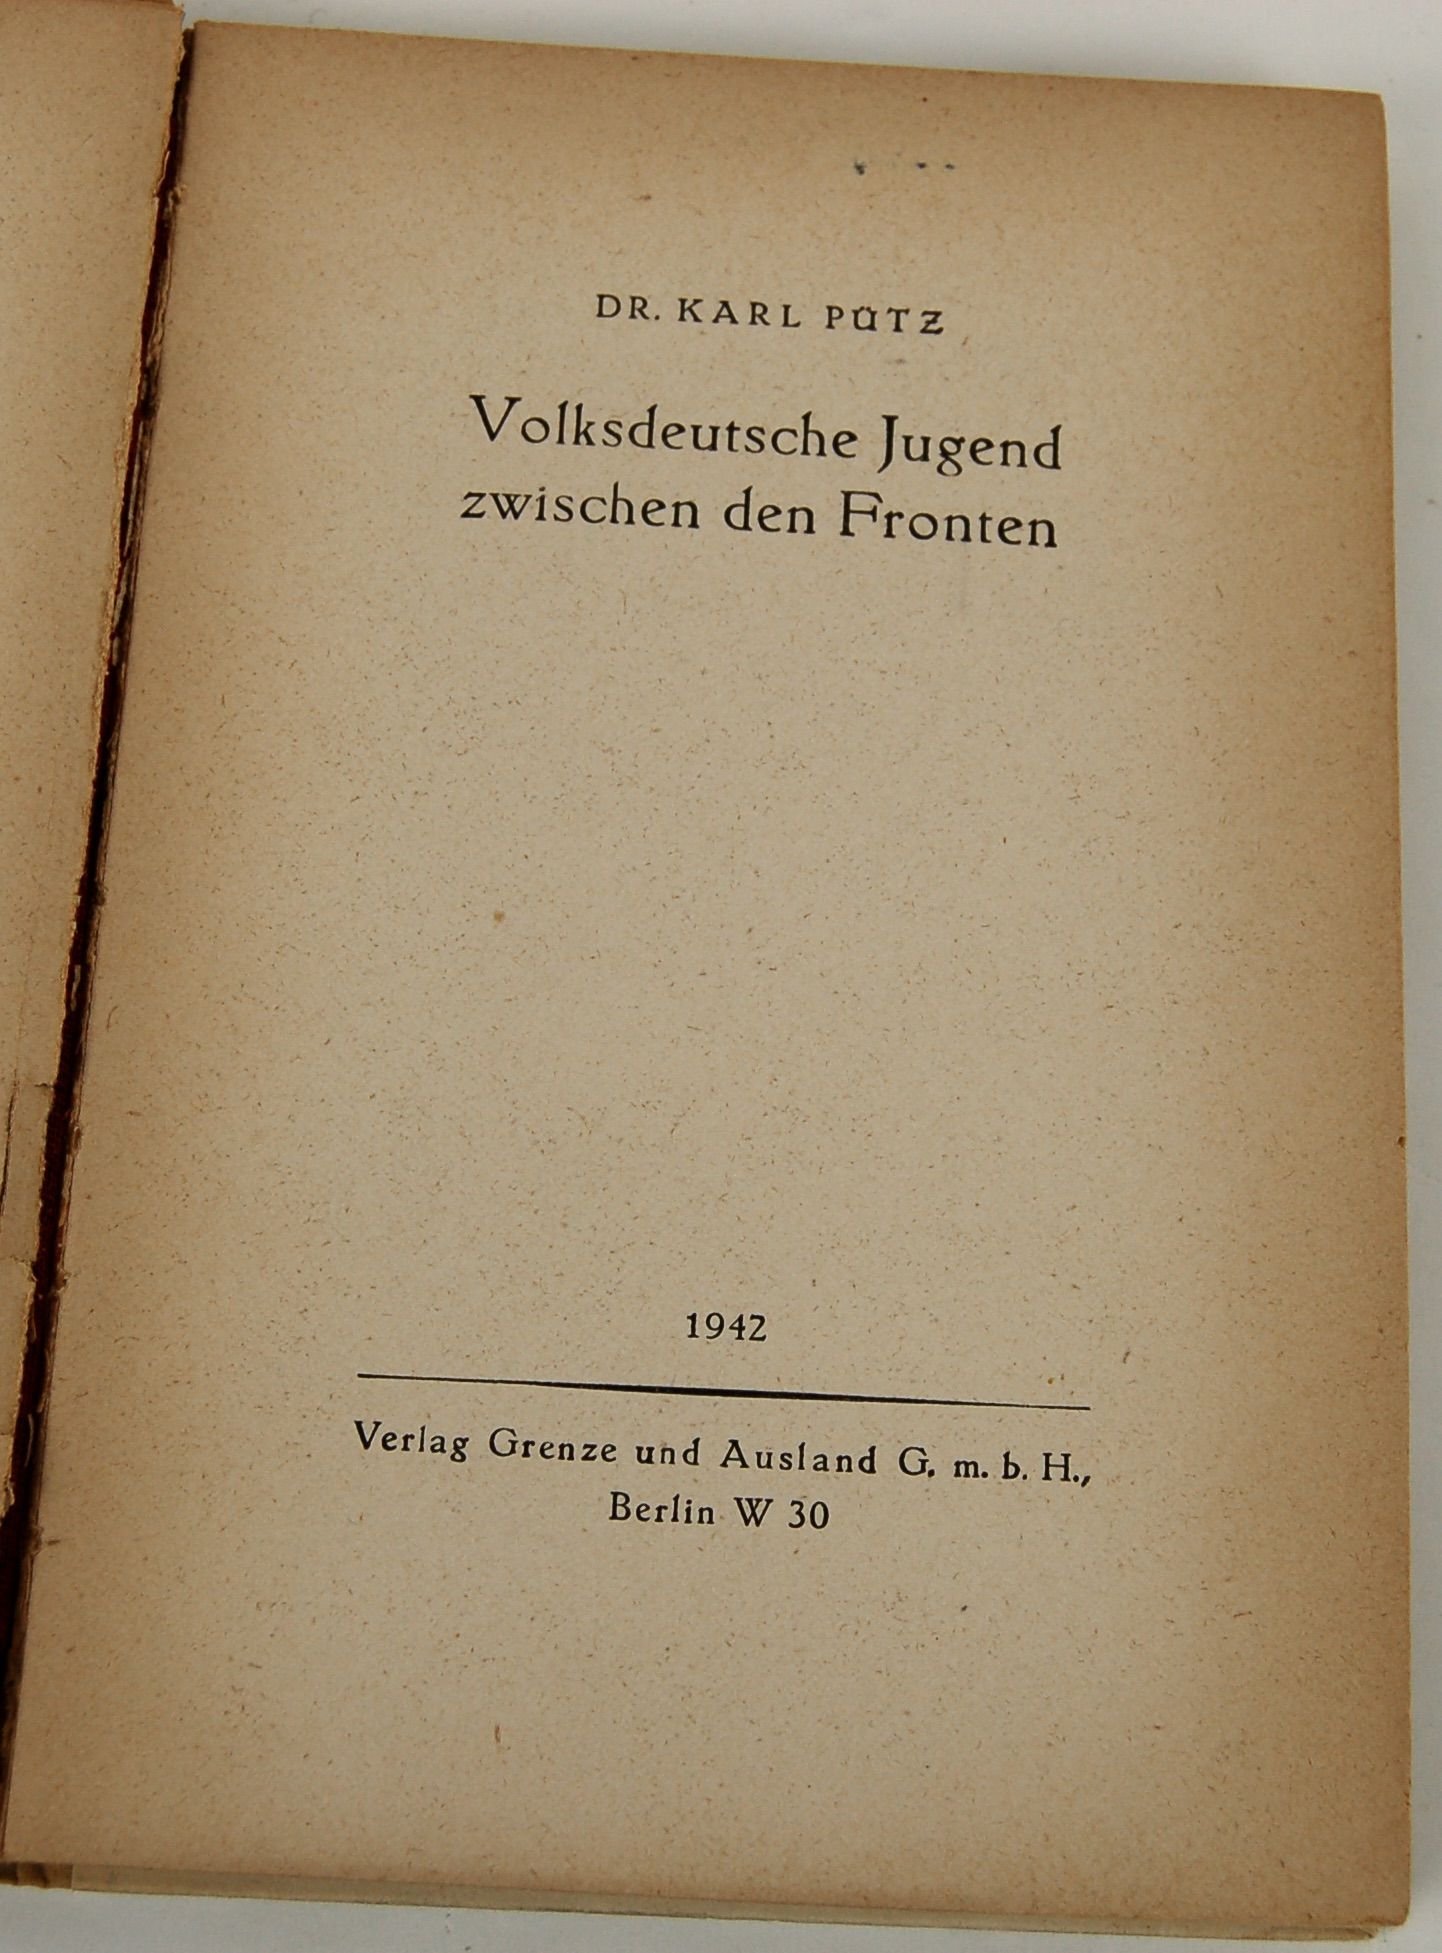 DR. KARL PÜTZ
Volksdeutsche Jugend
zwischen den Fronten
1942
Verlag Grenze und Ausland G. m. b. H.,
Berlin W 30